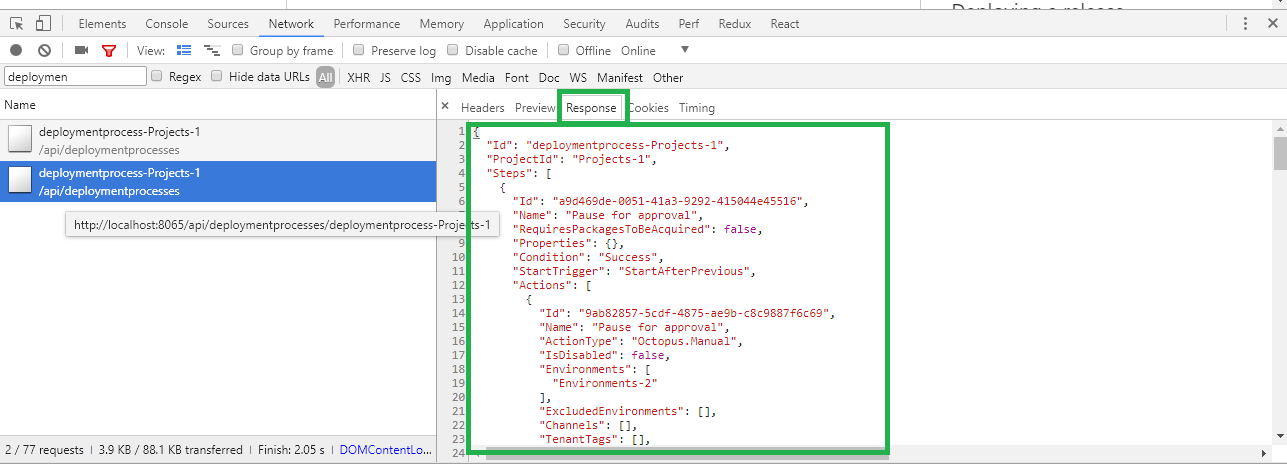 Deploying a release
Elements Console Sources Network Performance Memory Application Security Audits Perf Redux React
View: Group by frame Preserve log Disable cache Offline Online
deploymen Regex Hide data URLs All XHR JS CSS Img Media Font Doc WS Manifest Other
Name
Headers Preview Response Cookies Timing
deploymentprocess-Projects-1
/api/deploymentprocesses
deploymentprocess-Projects-1
/api/deploymentprocesses
http://localhost:8065/api/deploymentprocesses/deploymentprocess-Projects-1
1 {
2 "Id": "deploymentprocess-Projects-1",
3 "ProjectId": "Projects-1",
4 "Steps": [
5 {
6 "Id": "a9d469de-0051-41a3-9292-415044e45516",
"Name": "Pause for approval",
"RequiresPackagesToBeAcquired": false,
9 "Properties": {},
10 "Condition": "Success",
11 "StartTrigger": "StartAfterPrevious",
12 "Actions": [
13 {
14 "Id": "9ab82857-5cdf-4875-ae9b-c8c9887f6c69",
15 "Name": "Pause for approval",
16 "ActionType": "Octopus.Manual",
17 "IsDisabled": false,
18 "Environments": [
19 "Environments-2"
20 ],
21 "ExcludedEnvironments": [],
22 "Channels": [],
23 "TenantTags": [],
24
2 / 77 requests | 3.9 KB / 88.1 KB transferred | Finish: 2.05 s | DOMContentLo...